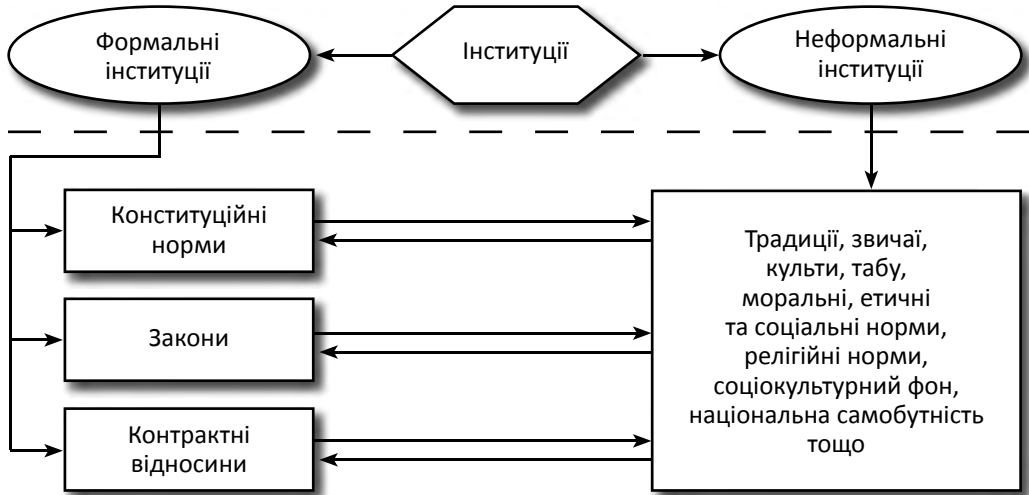 Формальні
інституції
Інституції
Неформальні
інституції
Конституційні
норми
Закони
Контрактні
відносини
Традиції, звичаї,
культи, табу,
моральні, етичні
та соціальні норми,
релігійні норми,
соціокультурний фон,
національна самобутність
тощо